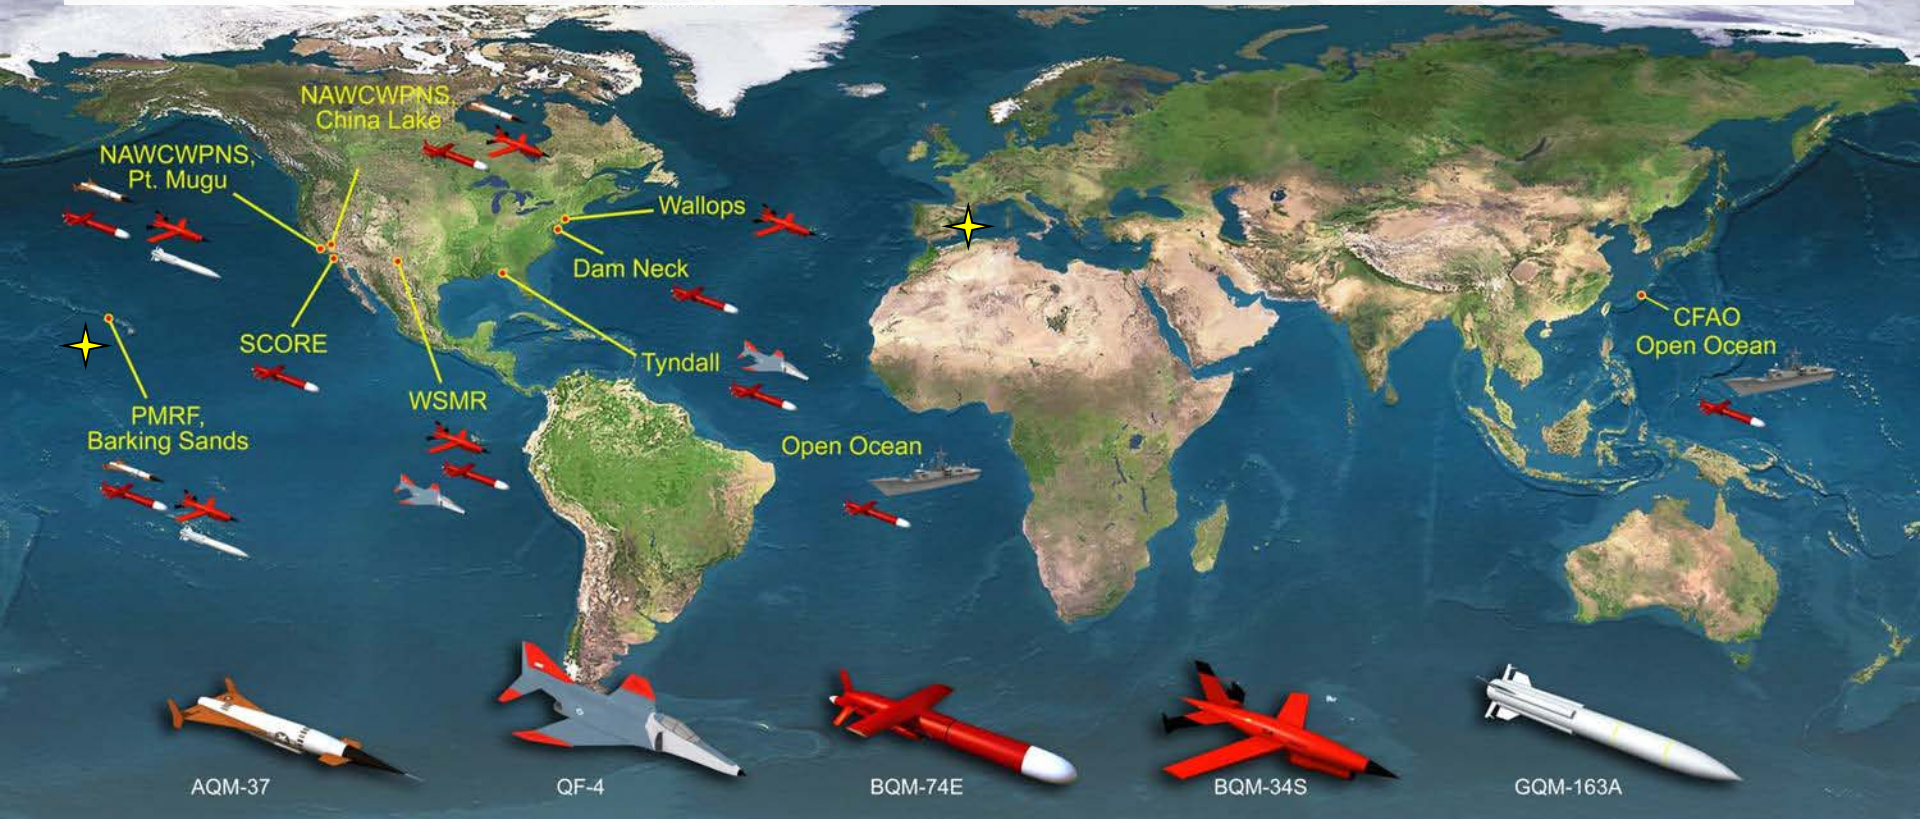 NAWCWPNS,
China Lake
NAWCWPNS,
Pt. Mugu
Wallops
Dam Neck
SCORE
WSMR
Tyndall
CFAO
Open Ocean
PMRF,
Barking Sands
Open Ocean
AQM-37
QF-4
BQM-74E
BQM-34S
GQM-163A